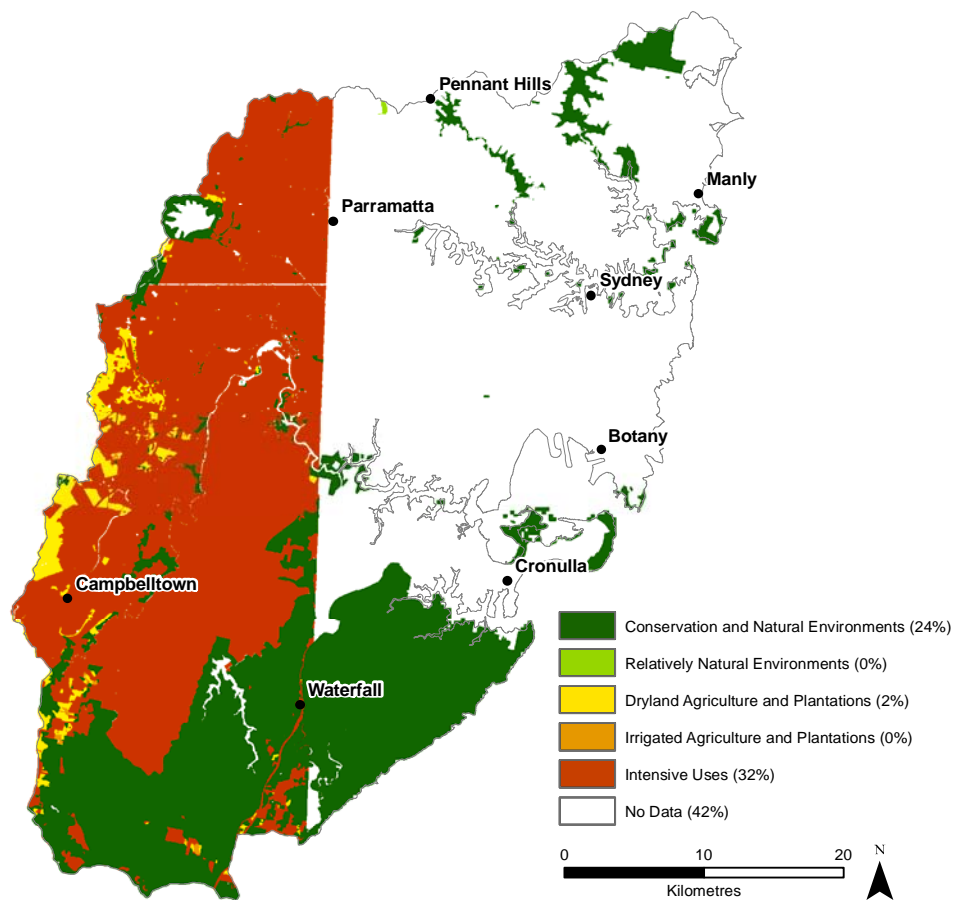 Pennant Hills
Manly
Parramatta
Sydney
Botany
Cronulla
Campbelltown
Waterfall
Conservation and Natural Environments (24%)
Relatively Natural Environments (0%)
Dryland Agriculture and Plantations (2%)
Irrigated Agriculture and Plantations (0%)
Intensive Uses (32%)
No Data (42%)
0 10 20
Kilometres
N